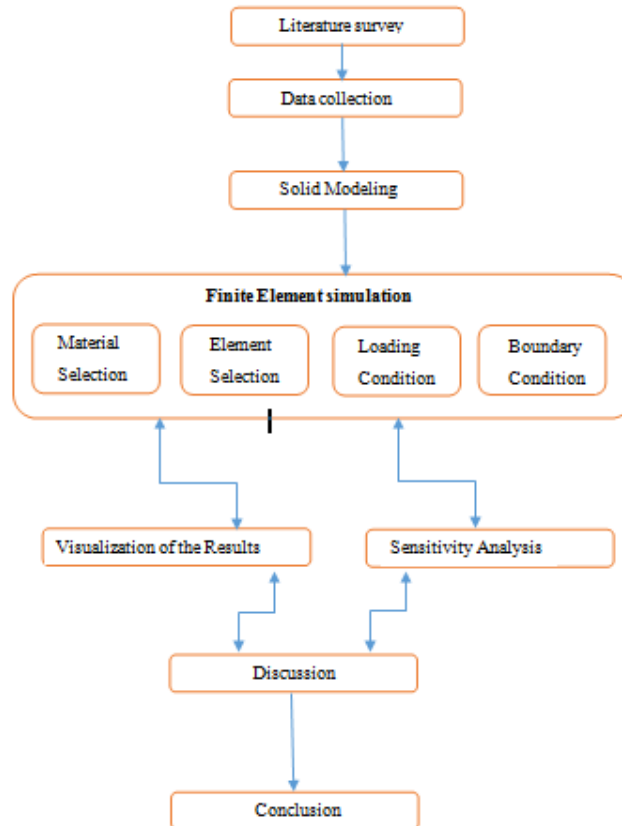 Literature survey
Data collection
Solid Modeling
Finite Element simulation
Material
Selection
Element
Selection
Loading
Condition
Boundary
Condition
Visualization of the Results
Sensitivity Analysis
Discussion
Conclusion